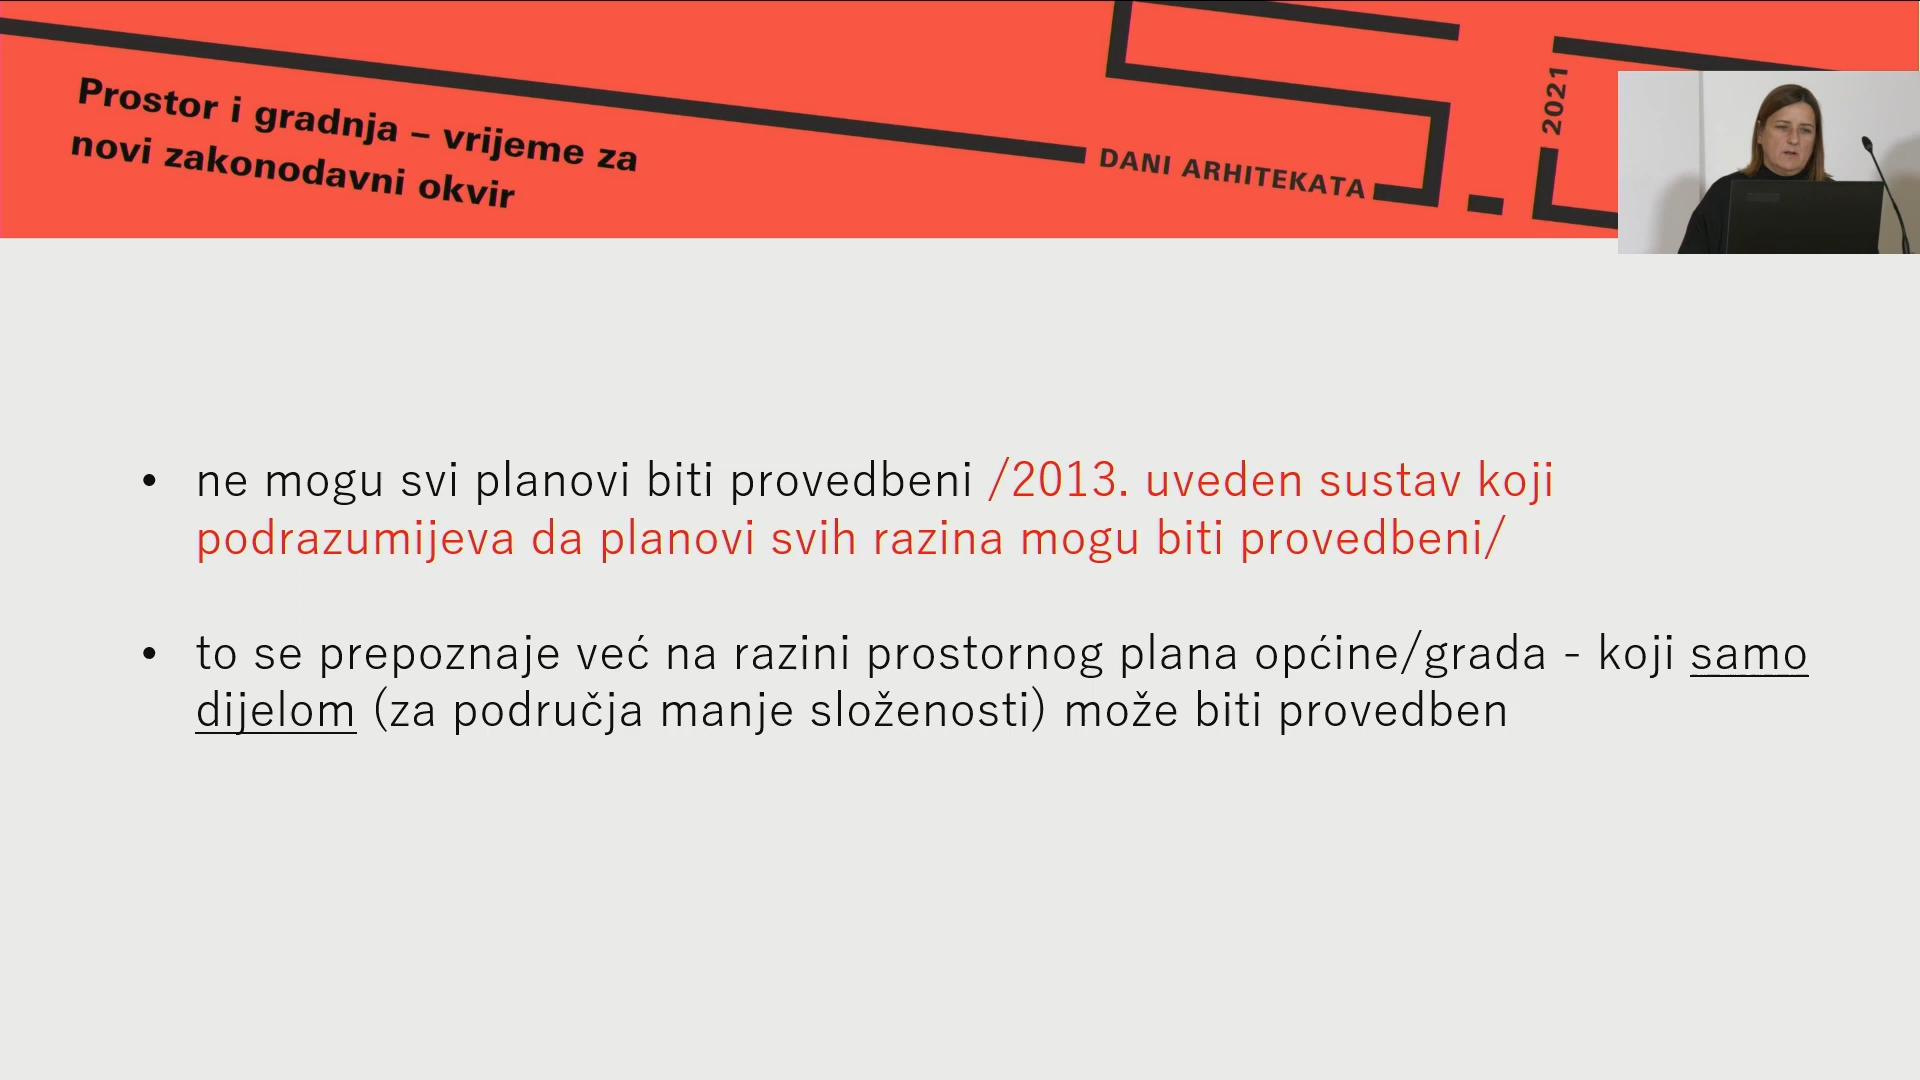 Prostor i gradnja – vrijeme za
novi zakonodavni okvir
DANI ARHITEKATA
2021
• ne mogu svi planovi biti provedbeni /2013. uveden sustav koji
podrazumijeva da planovi svih razina mogu biti provedbeni/
• to se prepoznaje već na razini prostornog plana općine/grada - koji samo
dijelom (za područja manje složenosti) može biti provedben